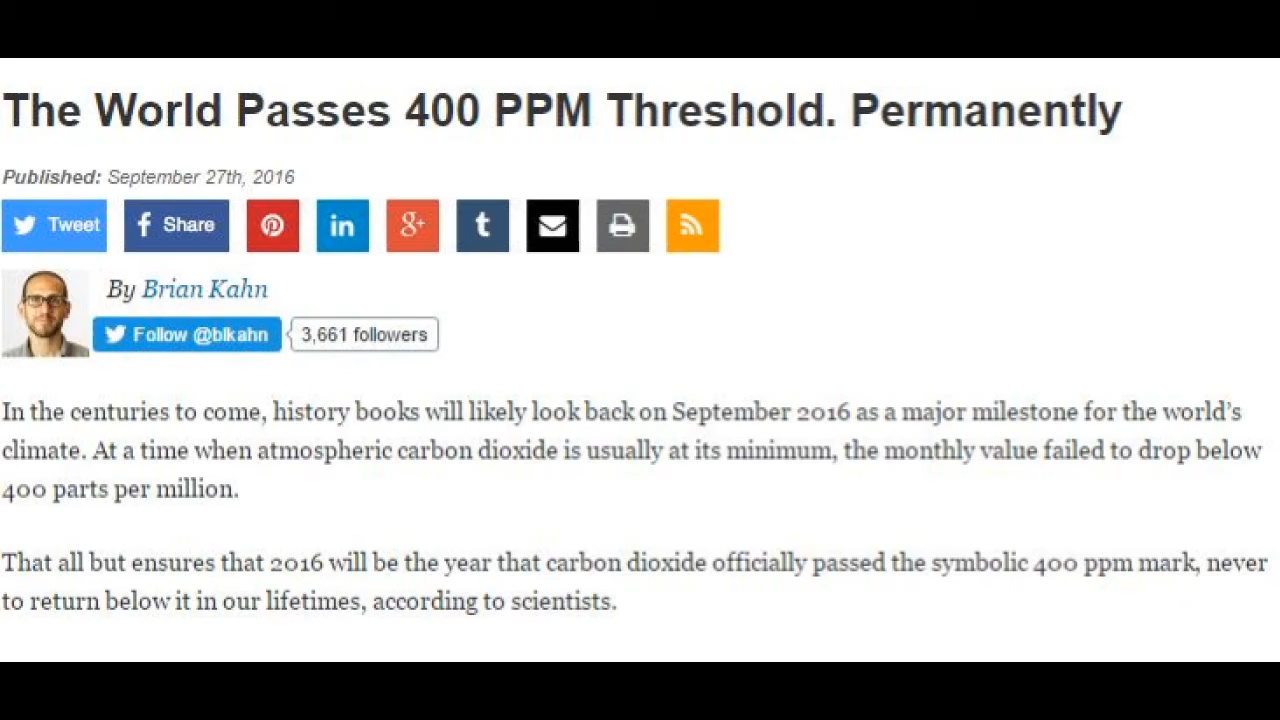 The World Passes 400 PPM Threshold. Permanently
Published: September 27th, 2016
Tweet Share
By Brian Kahn
Follow @blkahn 3,661 followers
In the centuries to come, history books will likely look back on September 2016 as a major milestone for the world's
climate. At a time when atmospheric carbon dioxide is usually at its minimum, the monthly value failed to drop below
400 parts per million.
That all but ensures that 2016 will be the year that carbon dioxide officially passed the symbolic 400 ppm mark, never
to return below it in our lifetimes, according to scientists.